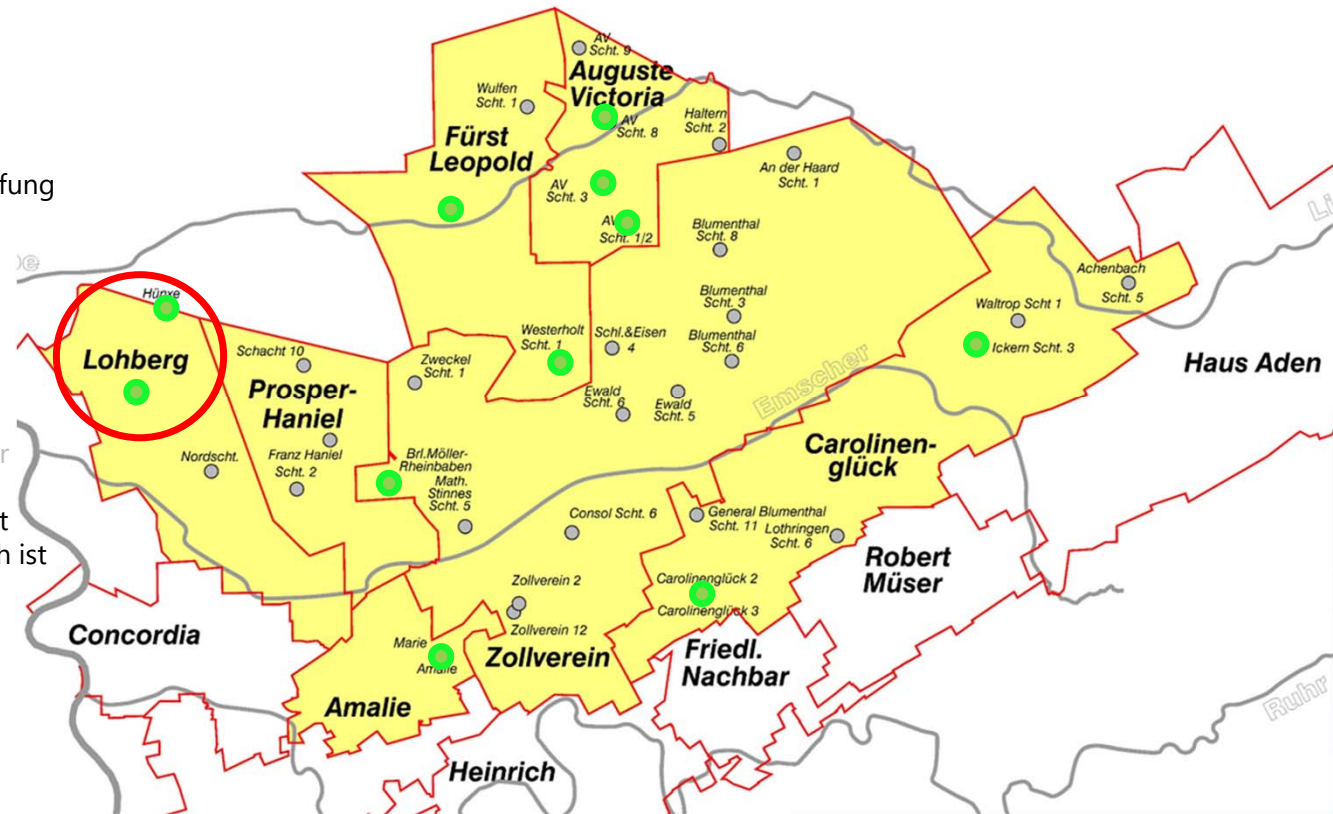 AV
Scht. 9
Auguste
Victoria
Wulfen
Scht. 1
AV
Scht. 8
Haltern
Scht. 2
Fürst
Leopold
An der Haard
Scht. 1
fung
AV
Scht. 3
AV
Scht. 1/2
Blumenthal
Scht. 8
Achenbach
Scht. 5
Hünxe
Blumenthal
Scht. 3
Waltrop Scht 1
Ickern Scht. 3
Westerholt
Scht. 1
Schl.&Eisen
4
Blumenthal
Scht. 6
Lohberg
Schacht 10
Zweckel
Scht. 1
Haus Aden
Prosper-
Haniel
Emscher
Ewald
Scht. 6
Ewald
Scht. 5
Carolinen-
glück
Nordscht.
Franz Haniel
Scht. 2
Brl.Möller-
Rheinbaben
Math.
Stinnes
Scht. 5
r
Consol Scht. 6
General Blumenthal
Scht. 11
Lothringen
Scht. 6
t
h ist
Robert
Müser
Zollverein 2
Carolinenglück 2
Carolinenglück 3
Zollverein 12
Concordia
Marie
Amalie
Zollverein
Friedl.
Nachbar
Amalie
Ruhr
Heinrich